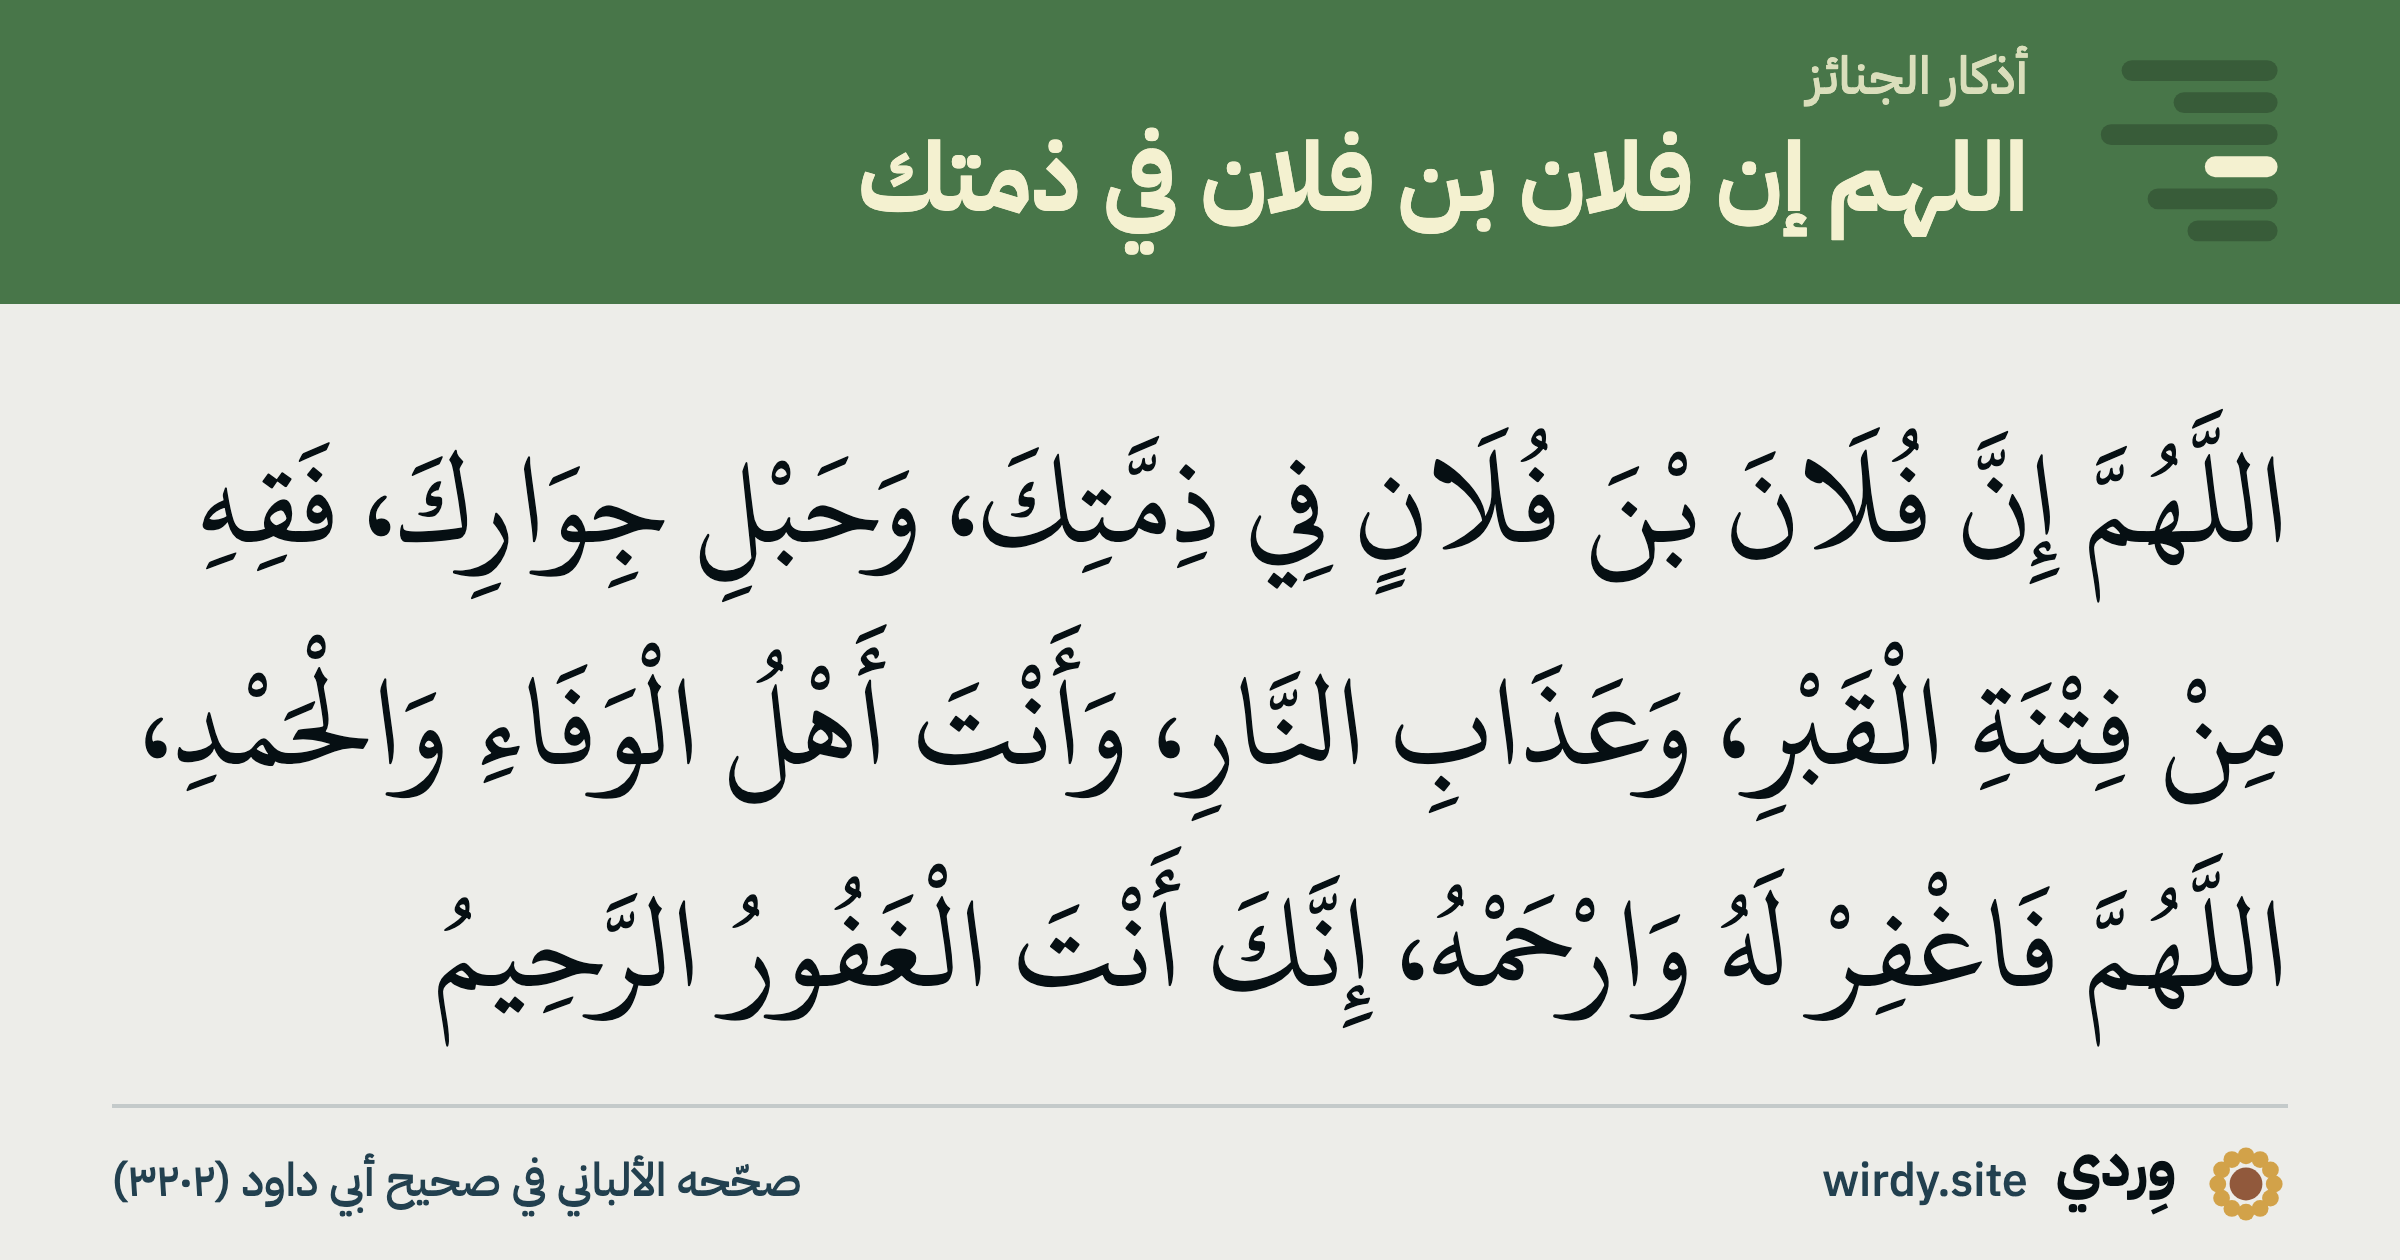 أذكار الجنائز
اللهم إن فلان بن فلان في ذمتك
اللَّهُمَّ إِنَّ فُلَانَ بْنَ فُلَانٍ فِي ذِمَّتِكَ، وَحَبْلِ جِوَارِكَ، فَقِهِ
مِنْ فِتْنَةِ الْقَبْرِ، وَعَذَابِ النَّارِ، وَأَنْتَ أَهْلُ الْوَفَاءِ وَالْحَمْدِ،
اللَّهُمَّ فَاغْفِرْ لَهُ وَارْحَمْهُ، إِنَّكَ أَنْتَ الْغَفُورُ الرَّحِيمُ
وِردي wirdy.site
صحّحه الألباني في صحيح أبي داود (٣٢٠٢)